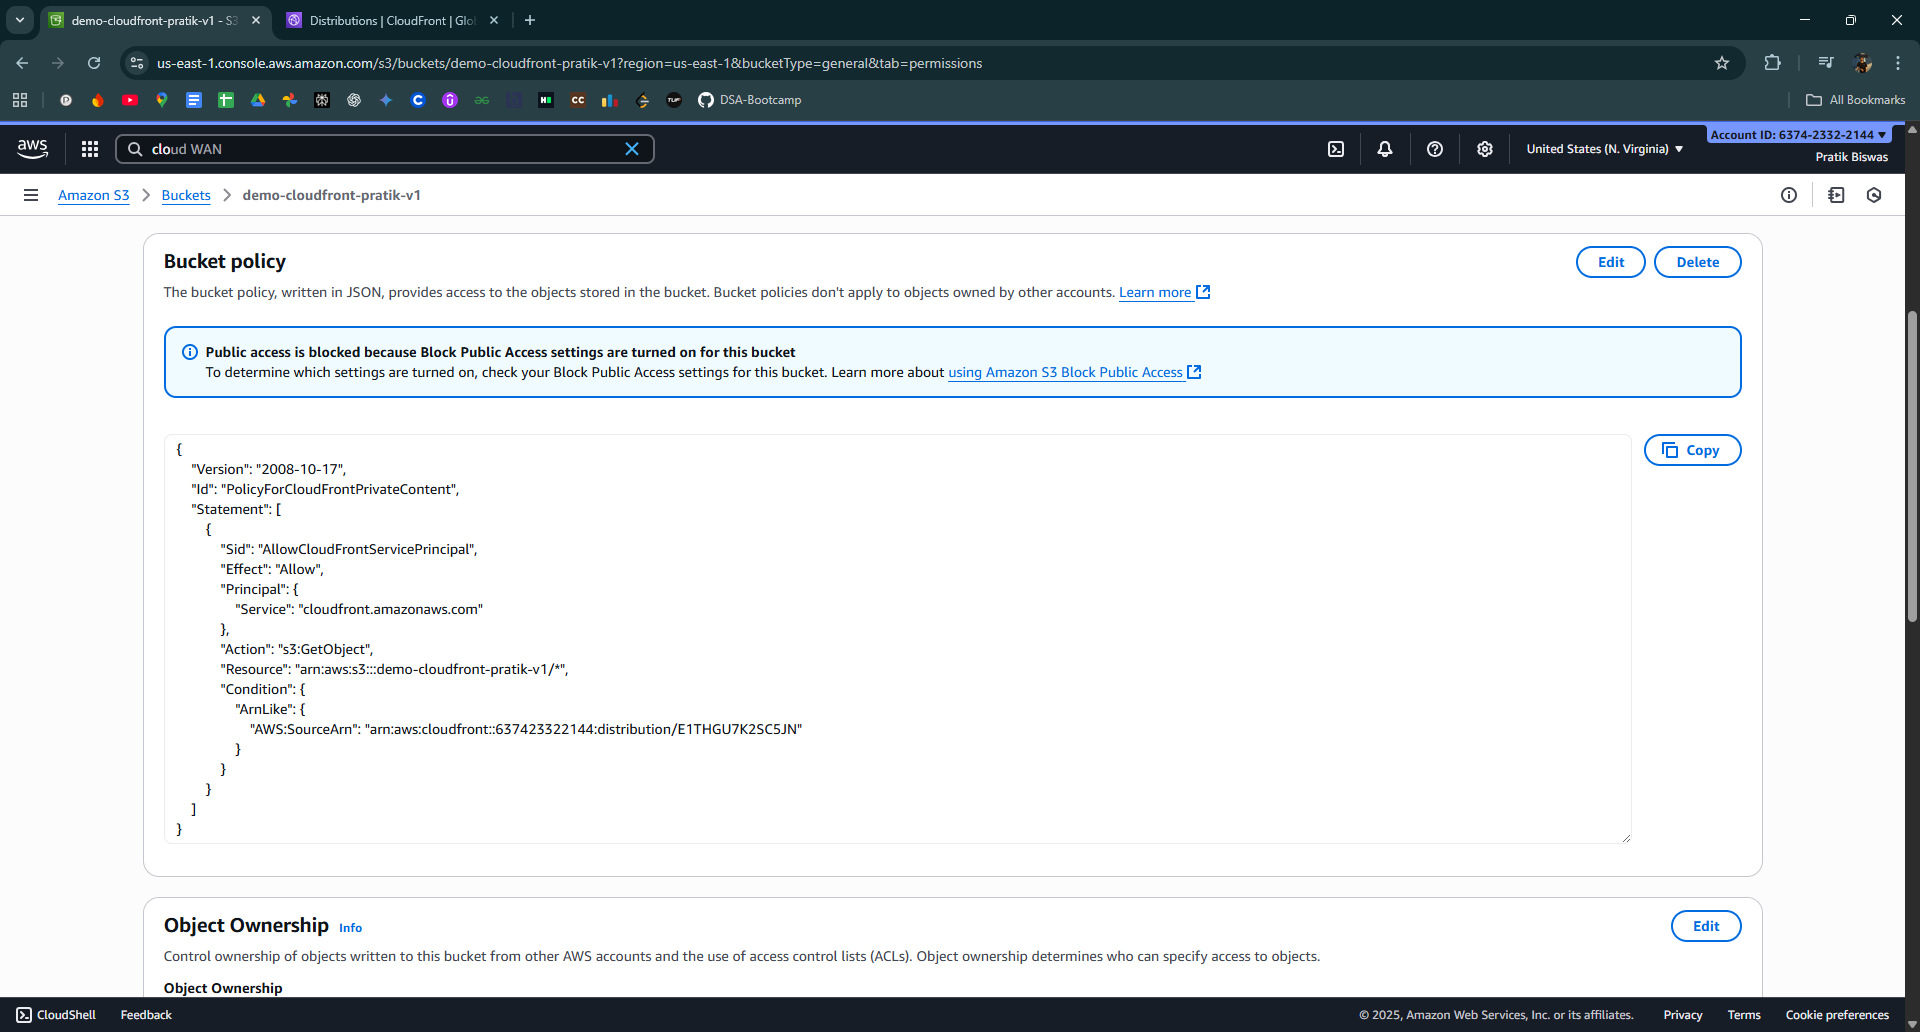 demo-cloudfront-pratik-v1 - S3
Distributions | CloudFront | Glo
us-east-1.console.aws.amazon.com/s3/buckets/demo-cloudfront-pratik-v1?region=us-east-1&bucketType=general&tab=permissions
DSA-Bootcamp
All Bookmarks
aws
cloud WAN
United States (N. Virginia)
Account ID: 6374-2332-2144
Pratik Biswas
Amazon S3 > Buckets > demo-cloudfront-pratik-v1
Bucket policy
Edit
Delete
The bucket policy, written in JSON, provides access to the objects stored in the bucket. Bucket policies don't apply to objects owned by other accounts. Learn more
Public access is blocked because Block Public Access settings are turned on for this bucket
To determine which settings are turned on, check your Block Public Access settings for this bucket. Learn more about using Amazon S3 Block Public Access
Copy
{
"Version": "2008-10-17",
"Id": "PolicyForCloudFrontPrivateContent",
"Statement": [
{
"Sid": "AllowCloudFrontServicePrincipal",
"Effect": "Allow",
"Principal": {
"Service": "cloudfront.amazonaws.com"
},
"Action": "s3:GetObject",
"Resource": "arn:aws:s3:::demo-cloudfront-pratik-v1/*",
"Condition": {
"ArnLike": {
"AWS:SourceArn": "arn:aws:cloudfront::637423322144:distribution/E1THGU7K2SC5JN"
}
}
}
]
}
Object Ownership Info
Edit
Control ownership of objects written to this bucket from other AWS accounts and the use of access control lists (ACLs). Object ownership determines who can specify access to objects.
Object Ownership
CloudShell
Feedback
© 2025, Amazon Web Services, Inc. or its affiliates.
Privacy
Terms
Cookie preferences